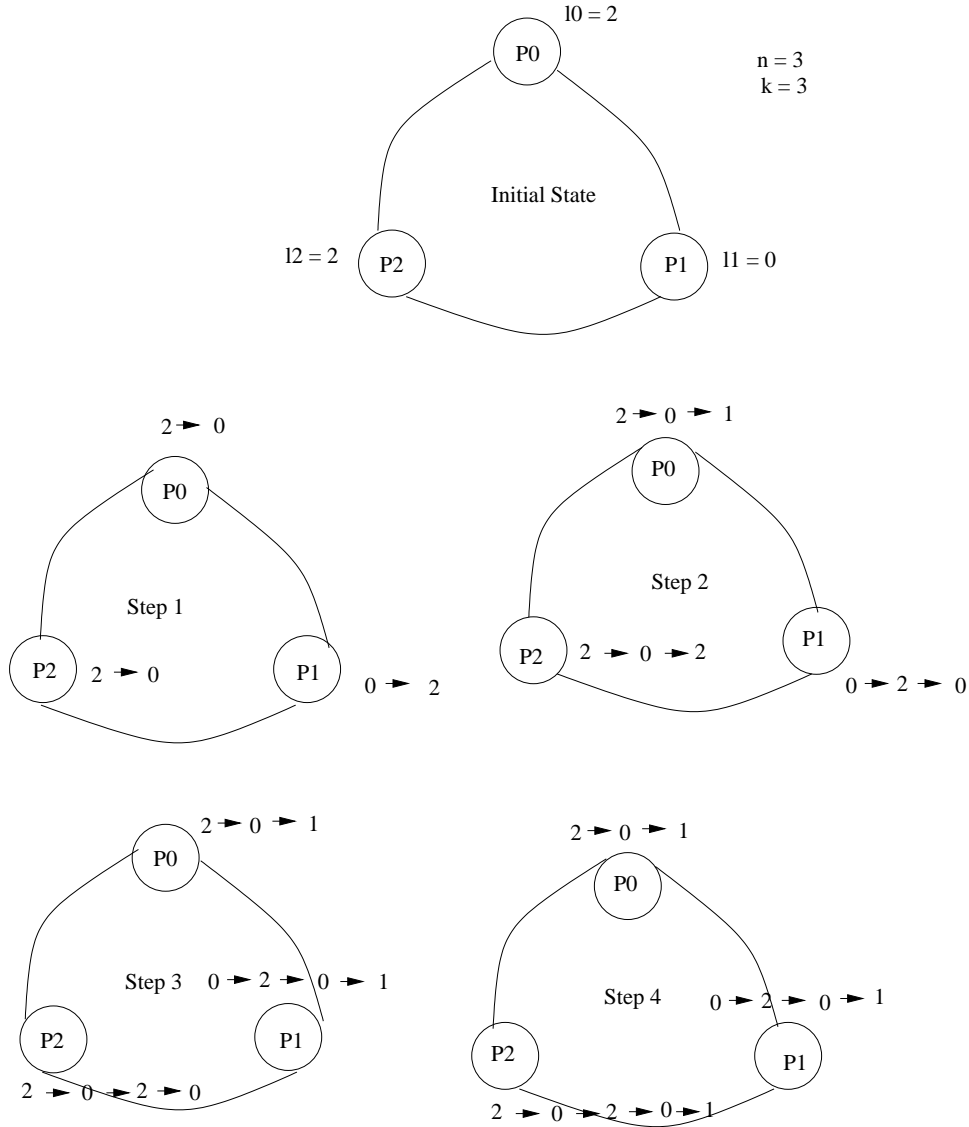 l0 = 2
P0
n = 3
k = 3
Initial State
l2 = 2
P2
P1
l1 = 0
2 → 0
P0
Step 1
P2
2 → 0
P1
0 → 2
2 → 0 → 1
P0
Step 2
P2
2 → 0 → 2
P1
0 → 2 → 0
2 → 0 → 1
P0
Step 3
0 → 2 → 0 → 1
P2
P1
2 → 0 → 2 → 0
2 → 0 → 1
P0
Step 4
0 → 2 → 0 → 1
P2
P1
2 → 0 → 2 → 0 → 1